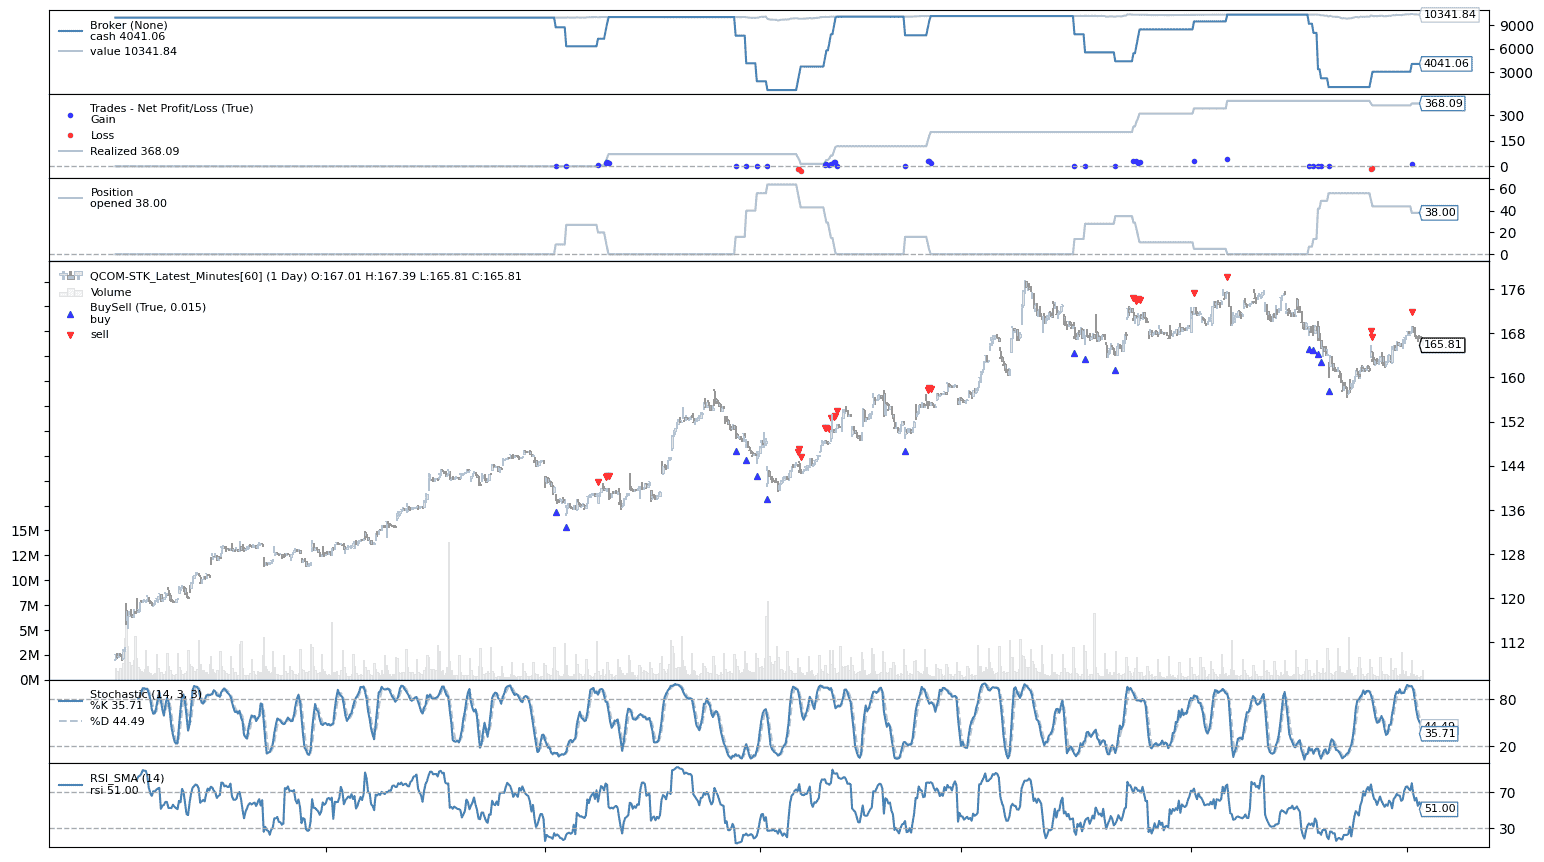 Broker (None)
cash 4041.06
value 10341.84
10341.84
9000
6000
4041.06
3000
Trades - Net Profit/Loss (True)
Gain
Loss
Realized 368.09
368.09
300
150
0
Position
opened 38.00
60
40
38.00
20
0
QCOM-STK_Latest_Minutes[60] (1 Day) O:167.01 H:167.39 L:165.81 C:165.81
Volume
BuySell (True, 0.015)
buy
sell
176
168
165.81
160
152
144
136
128
120
112
15M
12M
10M
7M
5M
2M
0M
Stochastic (14, 3, 3)
%K 35.71
%D 44.49
80
44.49
35.71
20
RSI_SMA (14)
rsi 51.00
70
51.00
30